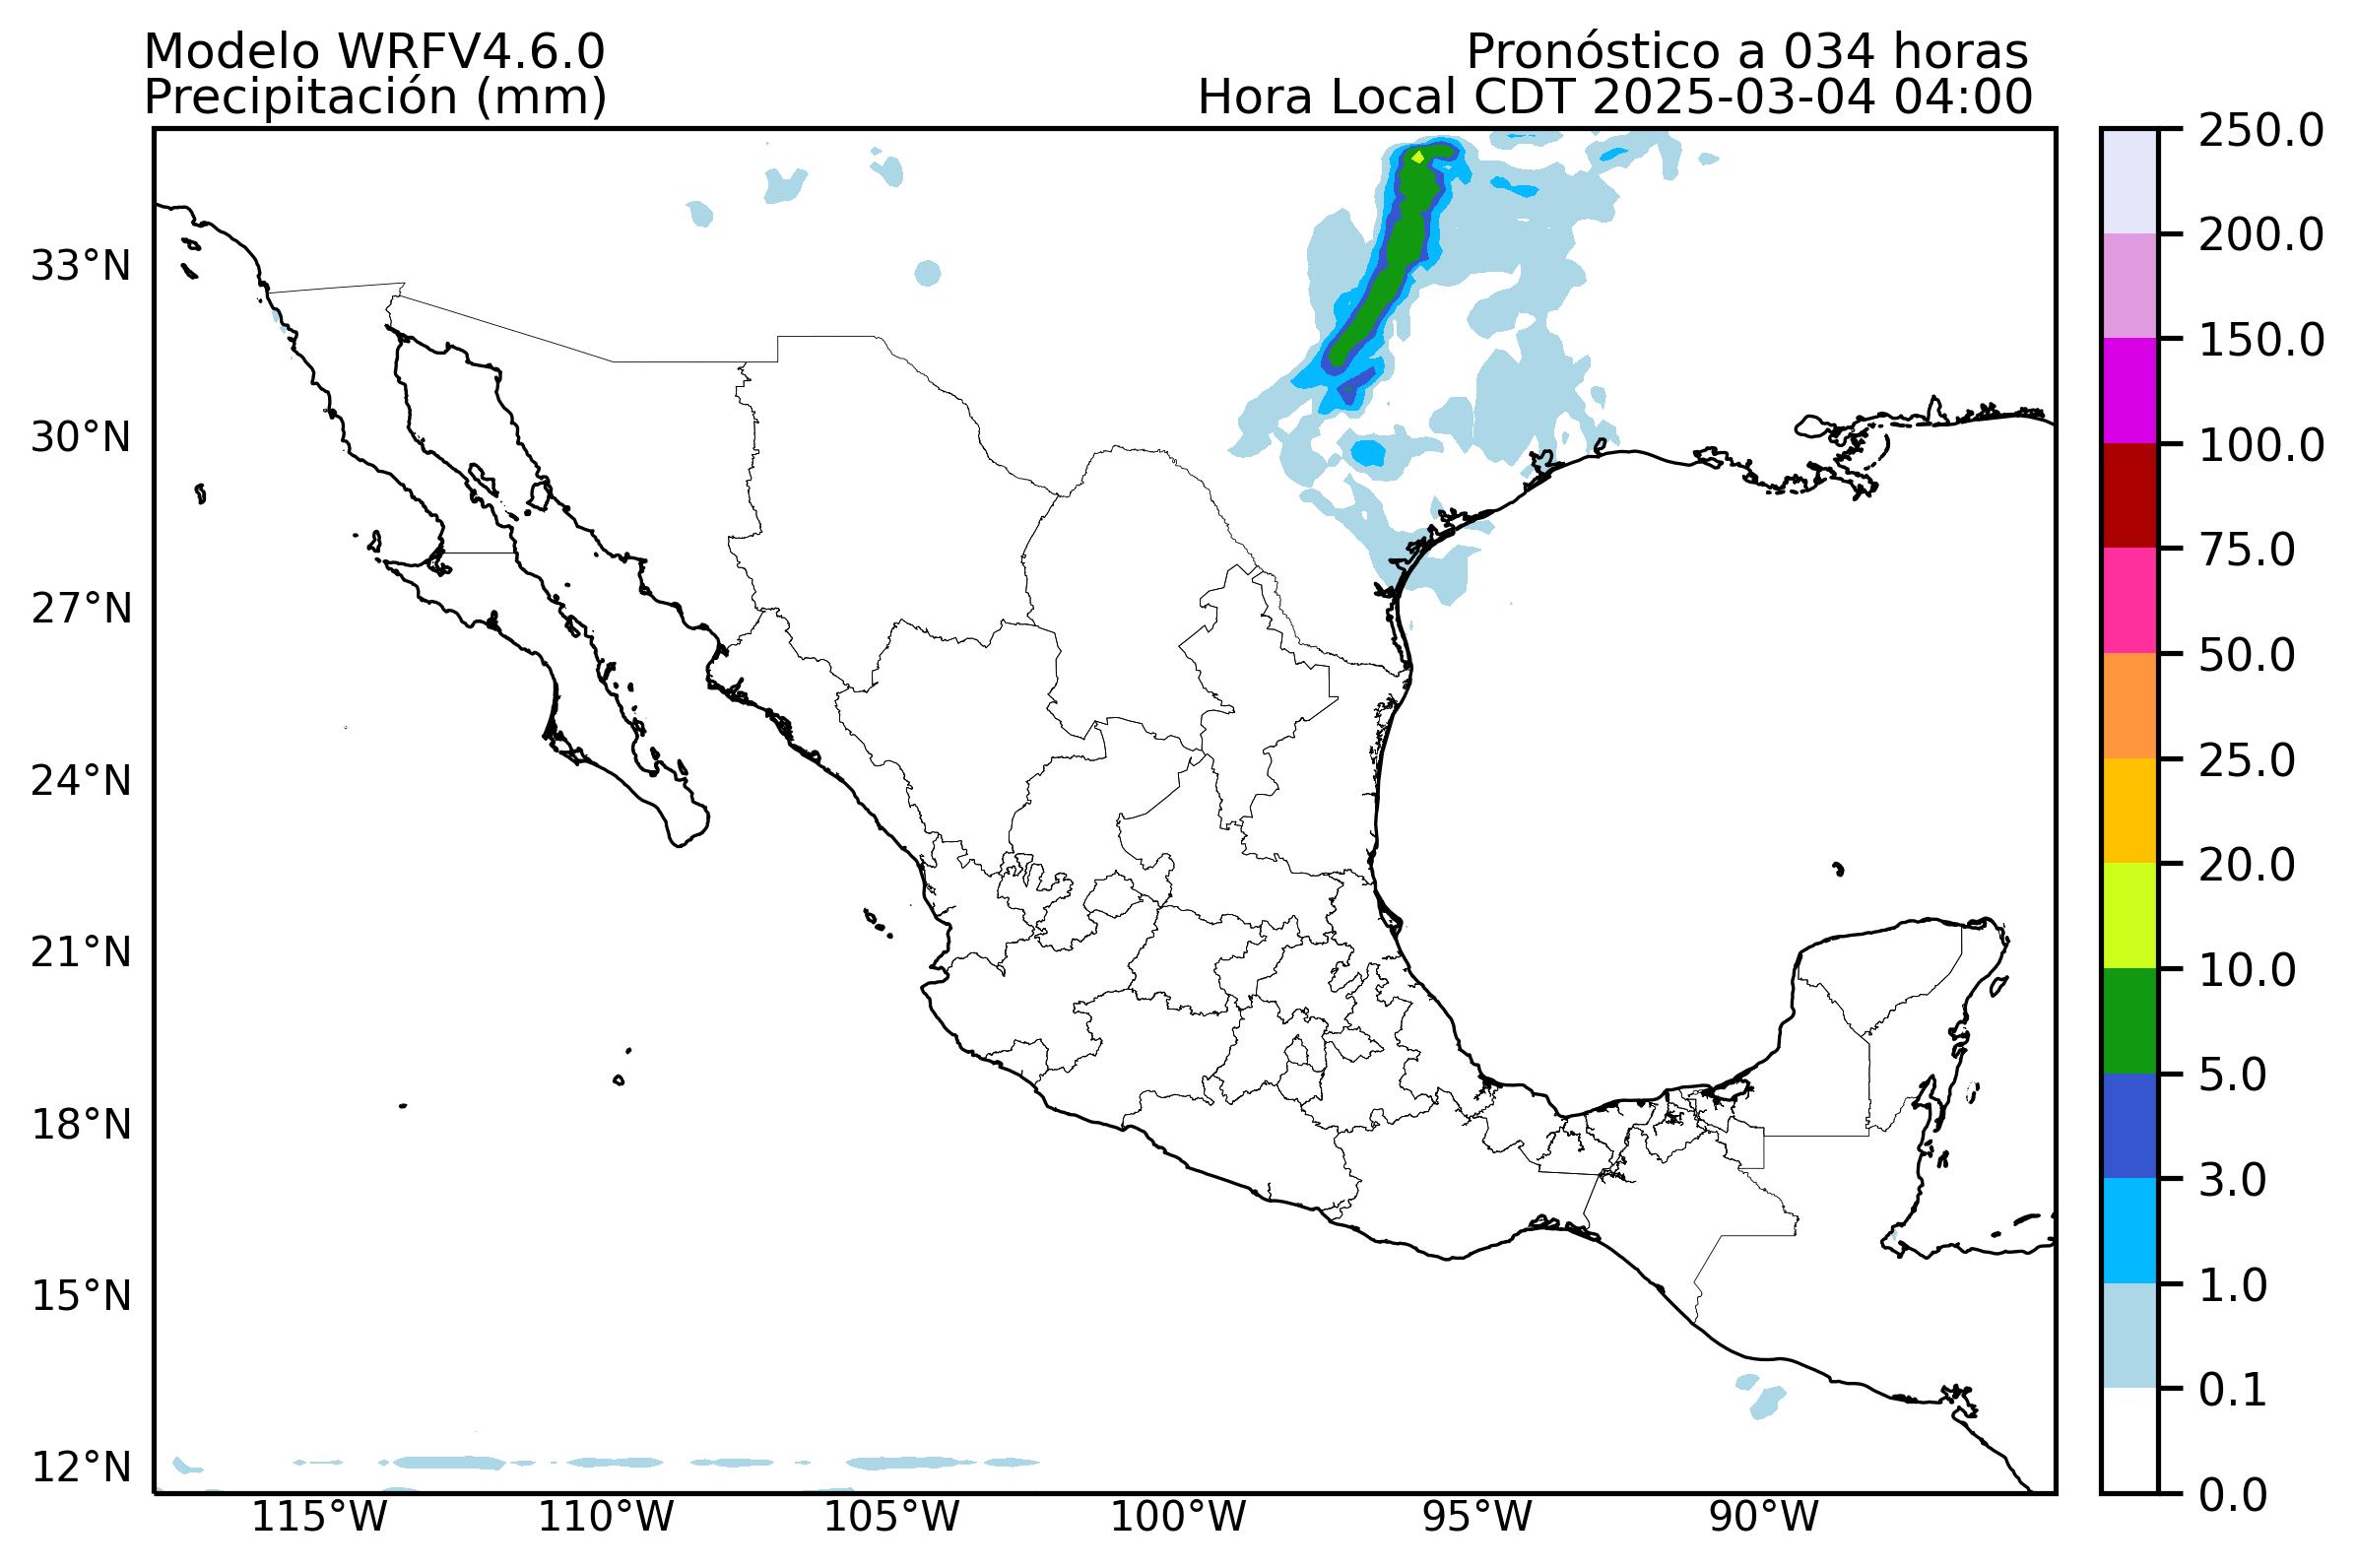 Modelo WRFV4.6.0
Precipitación (mm)
Pronóstico a 034 horas
Hora Local CDT 2025-03-04 04:00
33°N
30°N
27°N
24°N
21°N
18°N
15°N
12°N
115°W
110°W
105°W
100°W
95°W
90°W
250.0
200.0
150.0
100.0
75.0
50.0
25.0
20.0
10.0
5.0
3.0
1.0
0.1
0.0